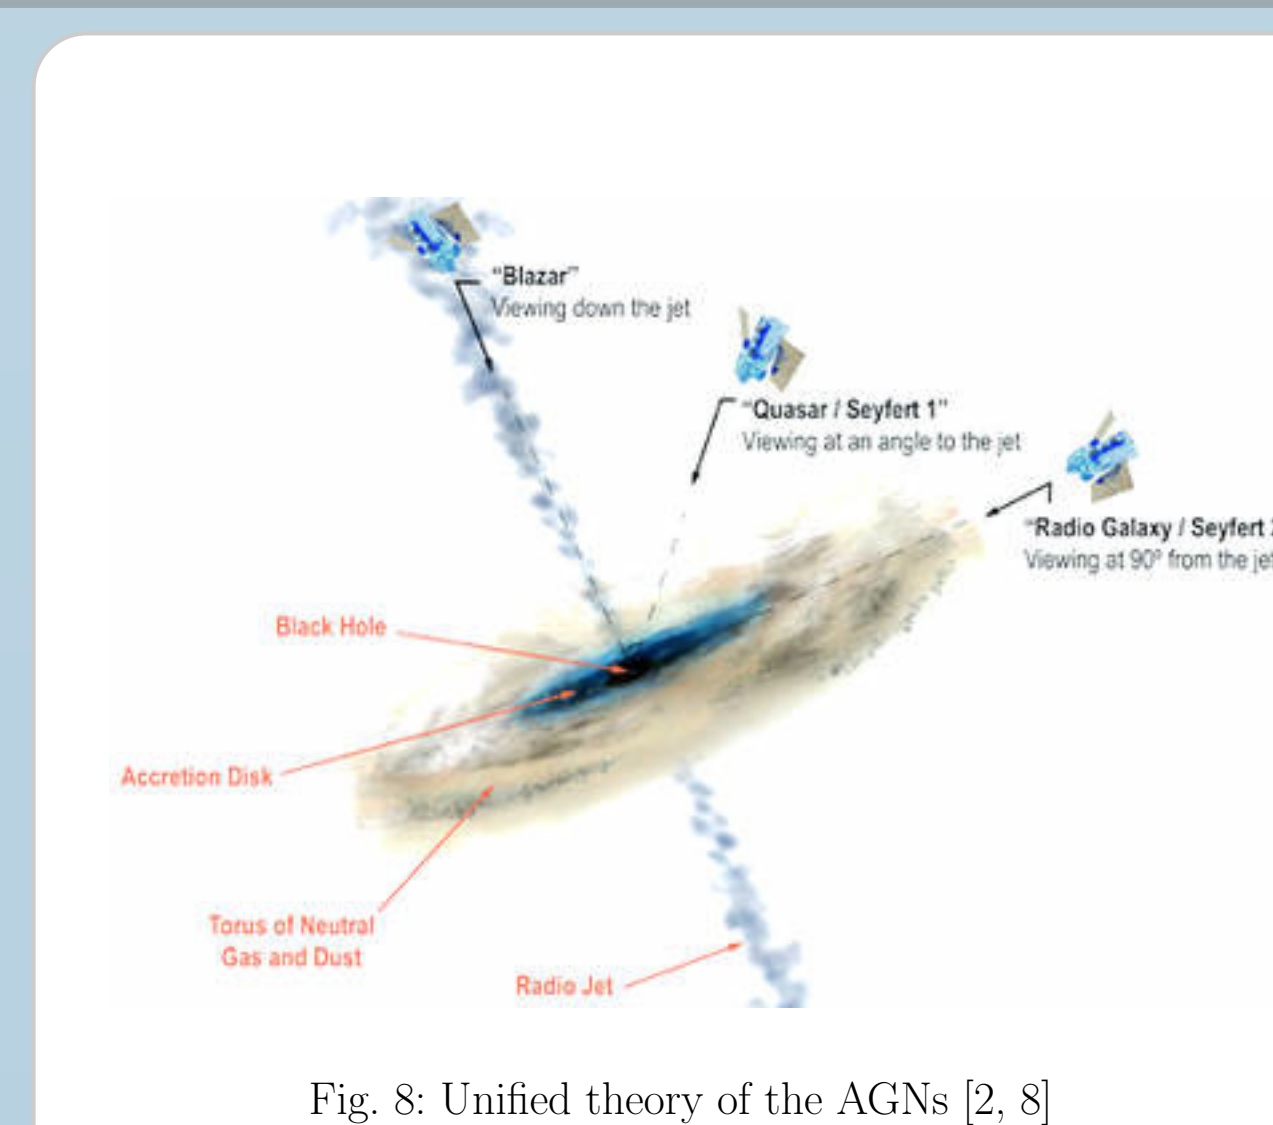 “Blazar”
Viewing down the jet
“Quasar / Seyfert 1”
Viewing at an angle to the jet
“Radio Galaxy / Seyfert
Viewing at 90º from the jet
Black Hole
Accretion Disk
Torus of Neutral
Gas and Dust
Radio Jet
Fig. 8: Unified theory of the AGNs [2, 8]